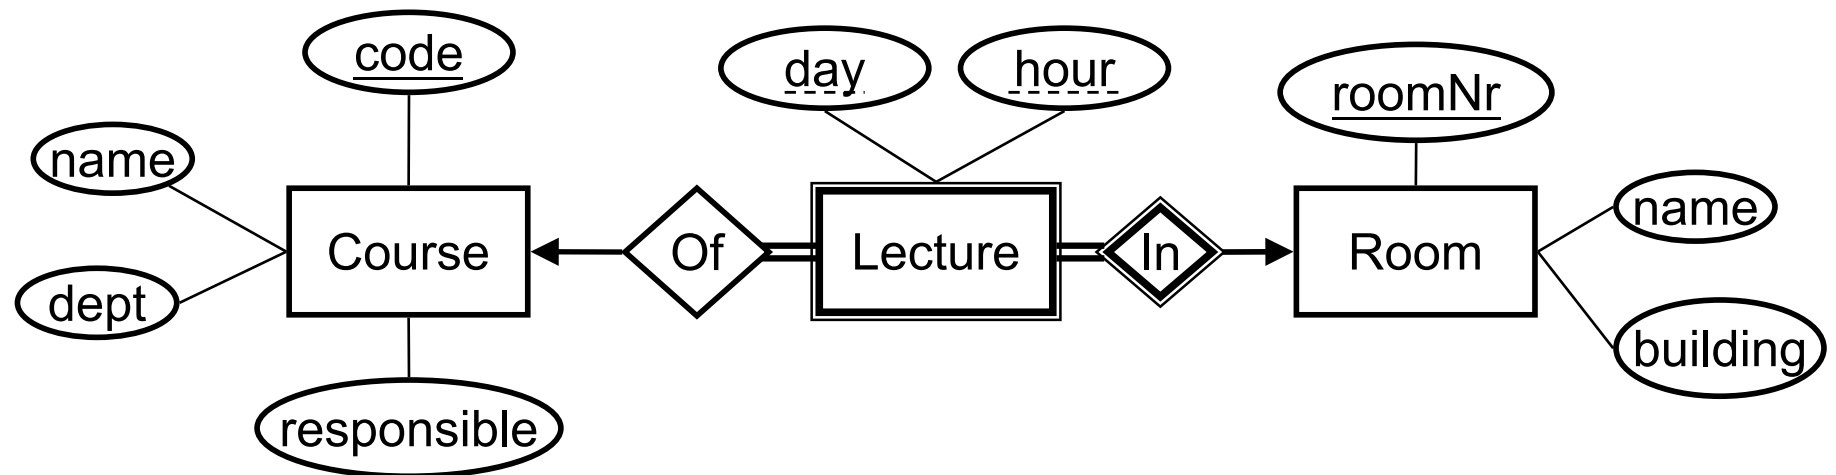 code
day
hour
roomNr
name
Course
Of
Lecture
In
Room
name
dept
building
responsible